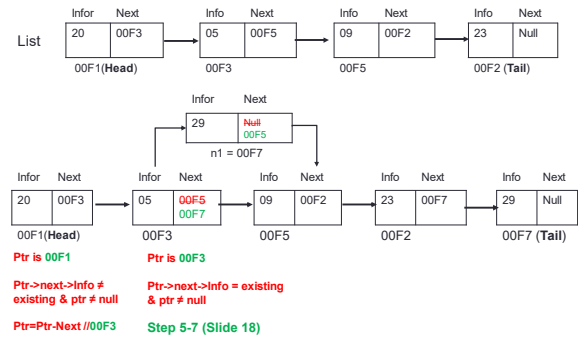 Infor Next Info Next Info Next Info Next
List
20 00F3 05 00F5 09 00F2 23 Null
00F1(Head) 00F3 00F5 00F2 (Tail)
Infor Next
29 Null
00F5
n1 = 00F7
Infor Next Infor Next Info Next Info Next Info Next
20 00F3 05 00F5 09 00F2 23 00F7 29 Null
00F7
00F1(Head) 00F3 00F5 00F2 00F7 (Tail)
Ptr is 00F1
Ptr->next->Info ≠
existing & ptr ≠ null
Ptr=Ptr-Next //00F3
Ptr is 00F3
Ptr->next->Info = existing
& ptr ≠ null
Step 5-7 (Slide 18)